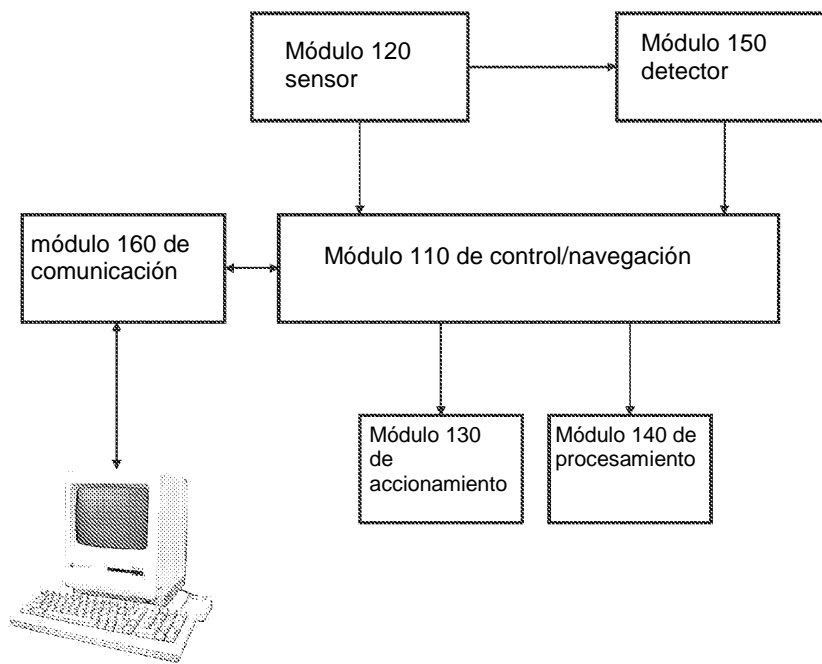 Módulo 120
sensor
Módulo 150
detector
módulo 160 de
comunicación
Módulo 110 de control/navegación
Módulo 130
de
accionamiento
Módulo 140 de
procesamiento